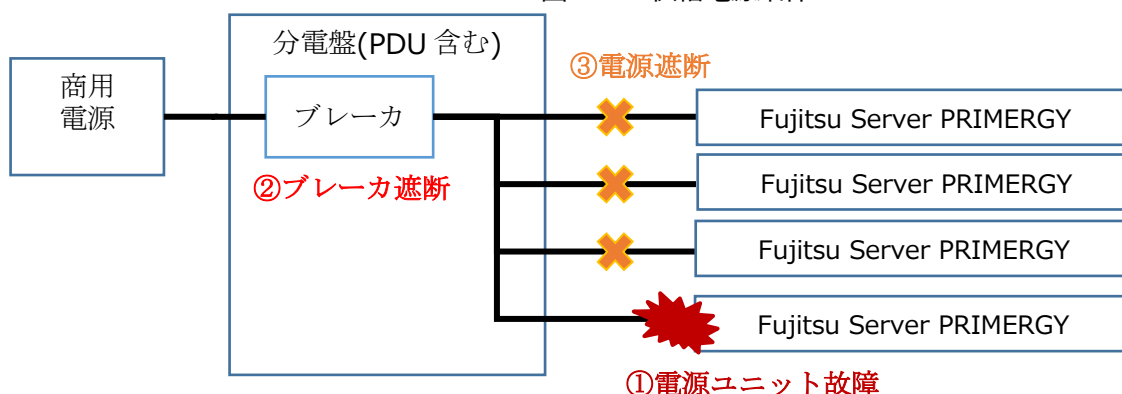 分電盤(PDU 含む)
商用
電源
ブレーカ
②ブレーカ遮断
③電源遮断
Fujitsu Server PRIMERGY
Fujitsu Server PRIMERGY
Fujitsu Server PRIMERGY
Fujitsu Server PRIMERGY
①電源ユニット故障